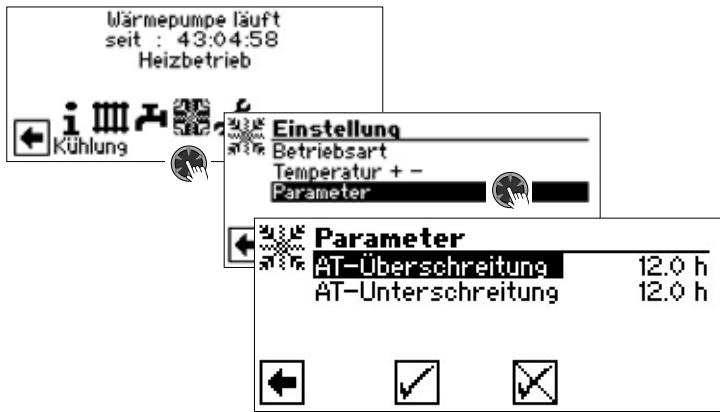 Wärmepumpe läuft
seit : 43:04:58
Heizbetrieb
Kühlung
Einstellung
Betriebsart
Temperatur + -
Parameter
Parameter
AT-Überschreitung 12.0 h
AT-Unterschreitung 12.0 h